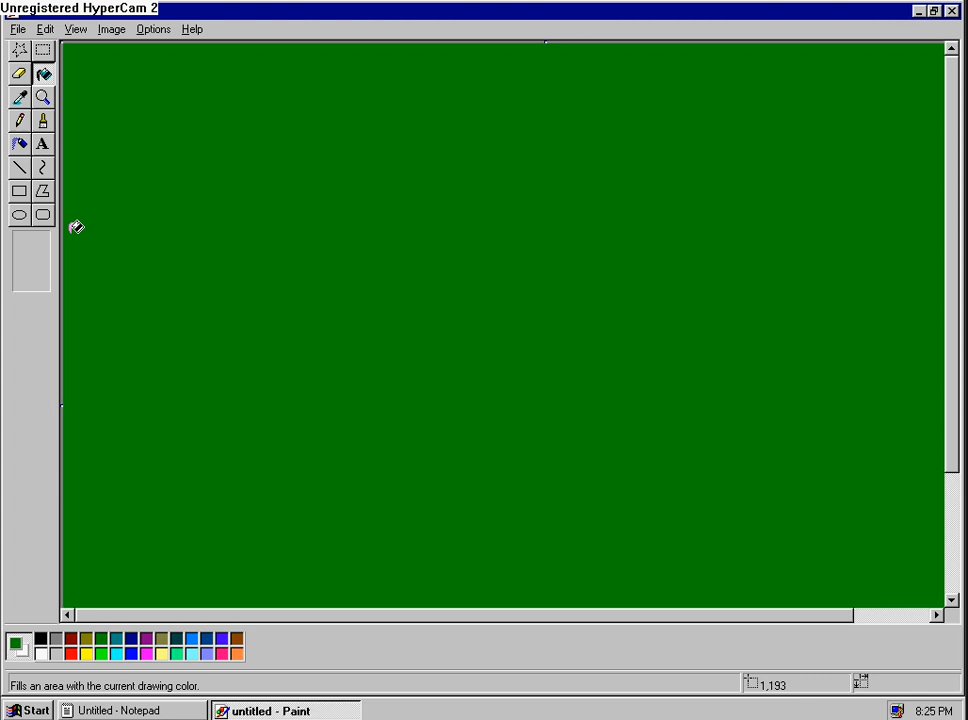 Unregistered HyperCam 2
File Edit View Image Options Help
A
Fills an area with the current drawing color.
1,193
Start
Untitled - Notepad
untitled - Paint
8:25 PM